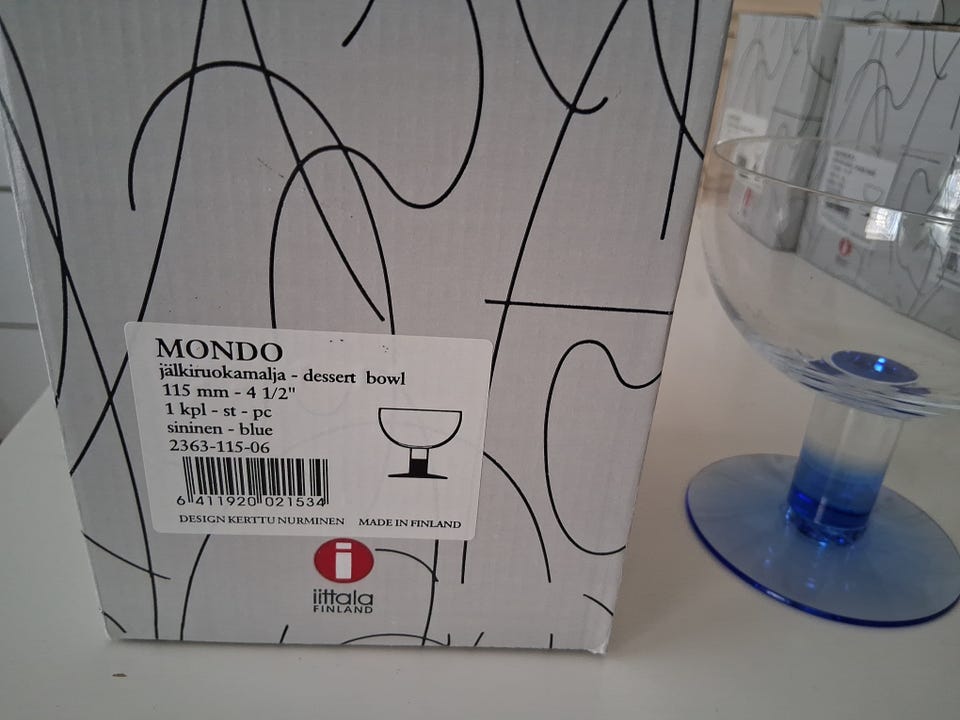 MONDO
jälkiruokamalja - dessert bowl
115 mm - 4 1/2"
1 kpl - st - pc
sininen - blue
2363-115-06
6 411920 021534
DESIGN KERTTU NURMINEN MADE IN FINLAND
i
iittala
FINLAND